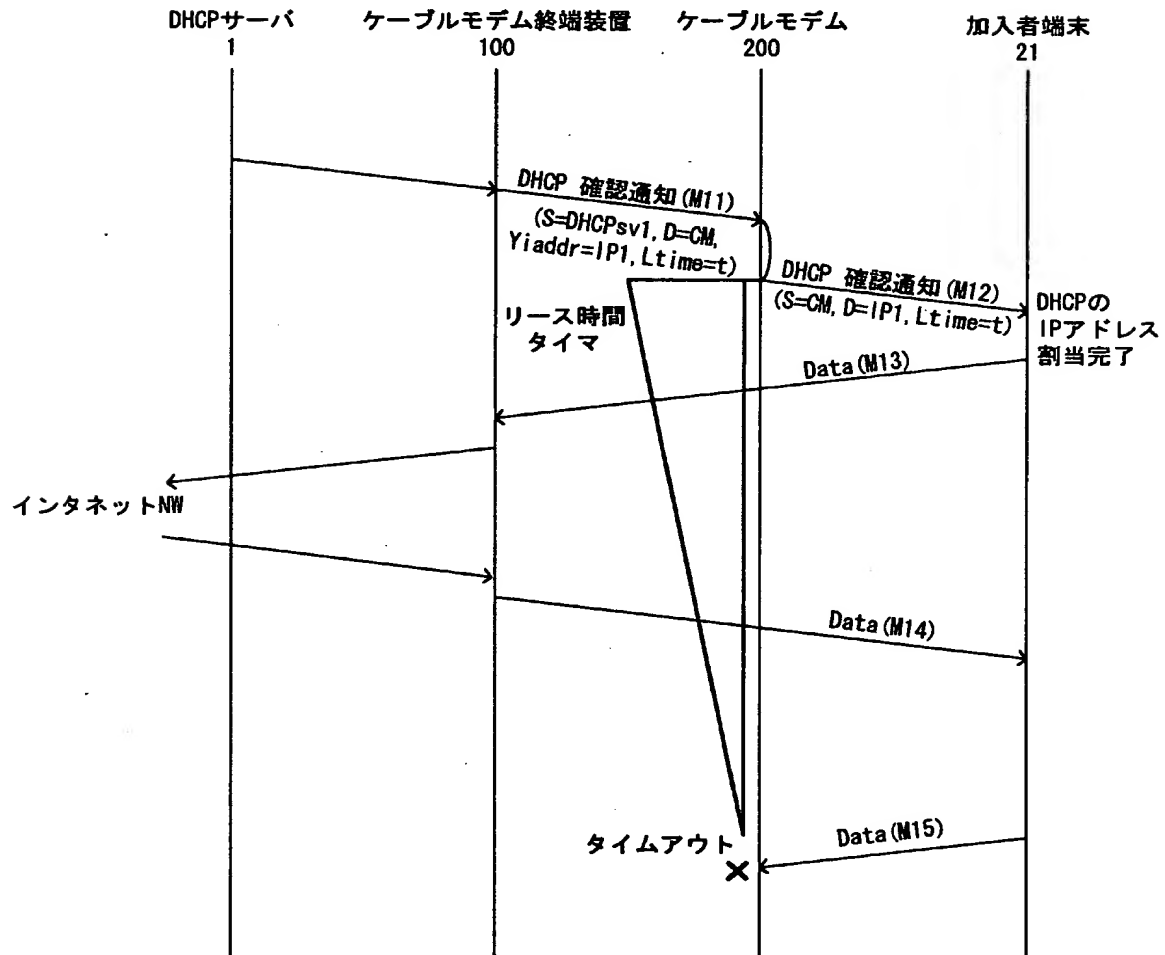 DHCPサーバ
1
ケーブルモデム終端装置
100
ケーブルモデム
200
加入者端末
21
DHCP 確認通知(M11)
(S=DHCPsv1, D=CM,
Yiaddr=IP1, Ltime=t)
DHCP 確認通知(M12)
(S=CM, D=IP1, Ltime=t)
DHCPの
IPアドレス
割当完了
リース時間
タイマ
Data(M13)
インタネットNW
Data(M14)
タイムアウト
Data(M15)